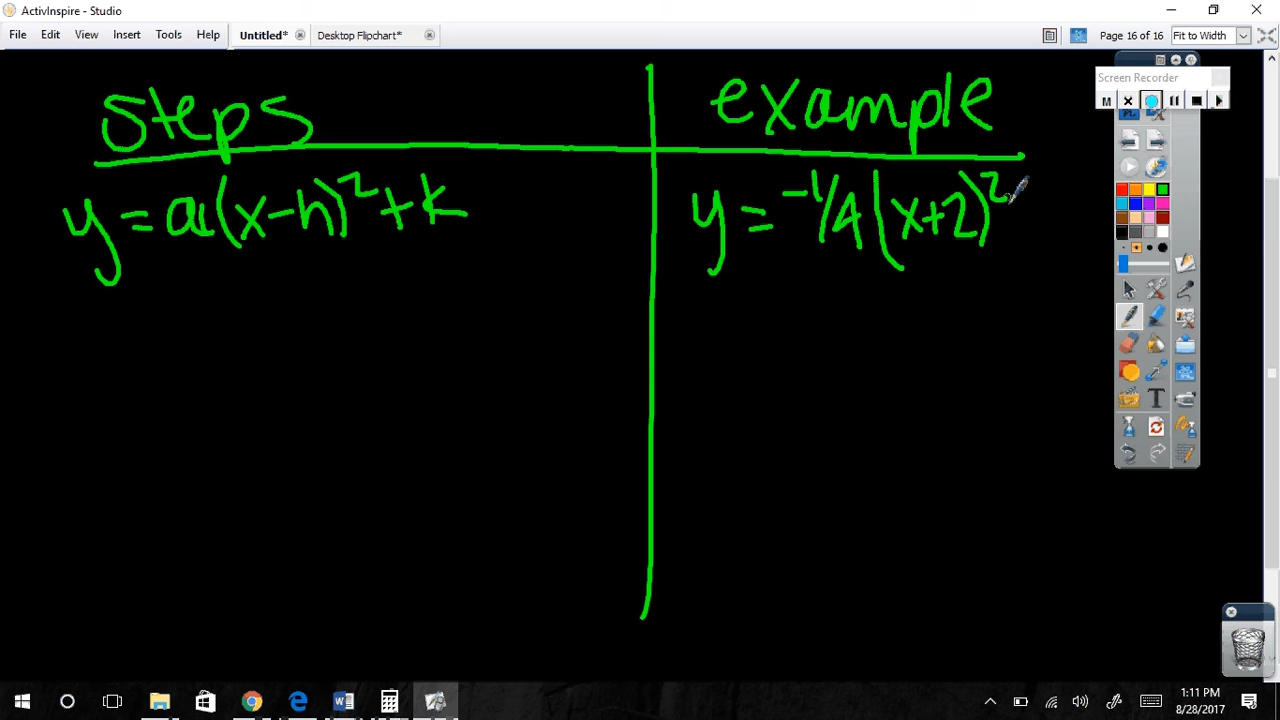 ActivInspire - Studio
File Edit View Insert Tools Help Untitled* Desktop Flipchart* Page 16 of 16 Fit to Width
Screen Recorder
M
steps example
y = a(x-h)² + k y = -1/4(x+2)²
T
1:11 PM
8/28/2017